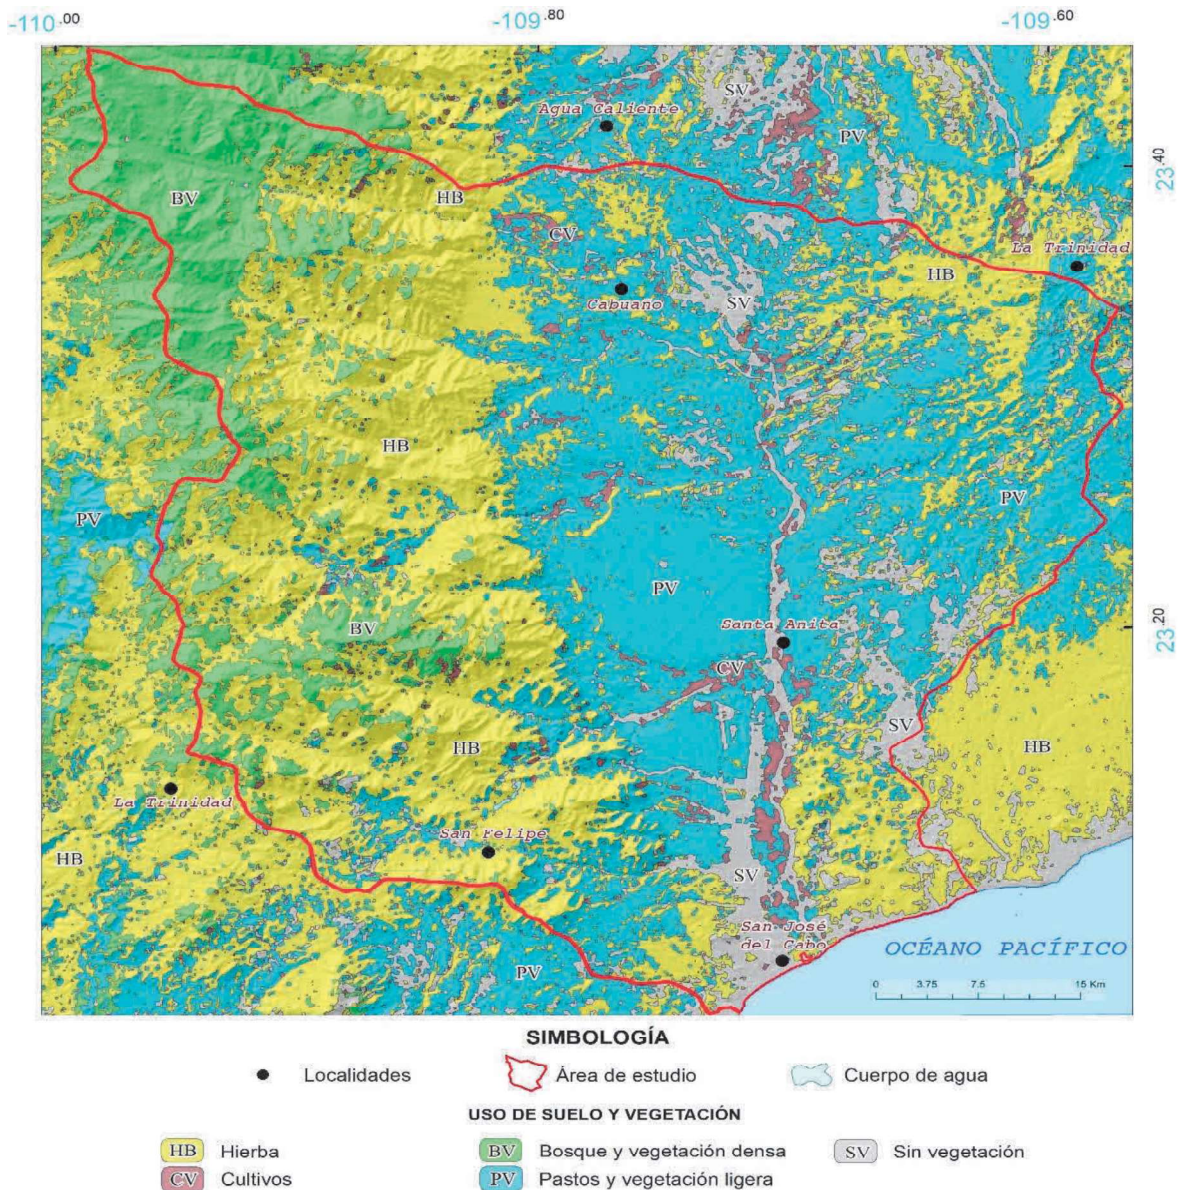 -110.00 -109.80 -109.60
SV
Agua Caliente
PV
23.40
BV
HB
CV
La Trinidad
HB
Cabuano
SV
HB
PV
PV
PV
23.20
Santa Anita
BV
CV
SV
HB
HB
La Trinidad
San Felipe
HB
SV
San José
del Cabo
OCÉANO PACÍFICO
PV
0 3.75 7.5 15 Km
SIMBOLOGÍA
Localidades Área de estudio Cuerpo de agua
USO DE SUELO Y VEGETACIÓN
HB Hierba BV Bosque y vegetación densa SV Sin vegetación
CV Cultivos PV Pastos y vegetación ligera